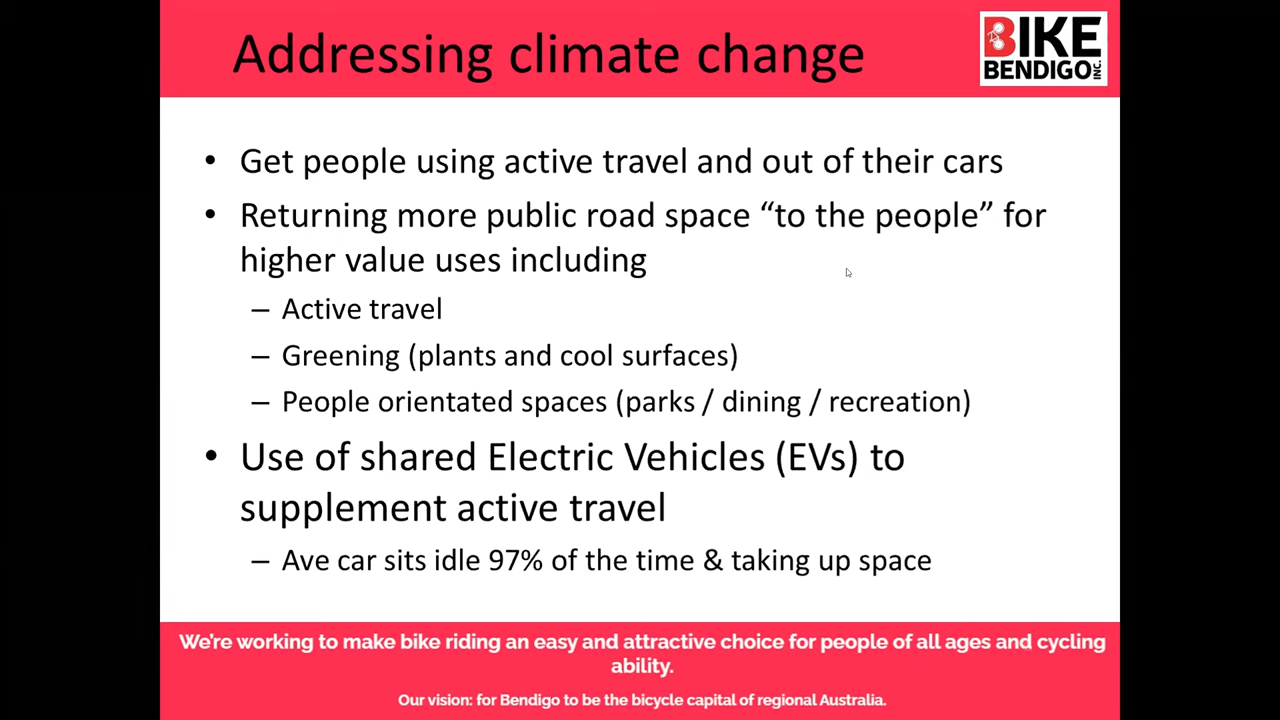 Addressing climate change
BIKE
BENDIGO INC.
• Get people using active travel and out of their cars
• Returning more public road space “to the people” for
higher value uses including
– Active travel
– Greening (plants and cool surfaces)
– People orientated spaces (parks / dining / recreation)
• Use of shared Electric Vehicles (EVs) to
supplement active travel
– Ave car sits idle 97% of the time & taking up space
We're working to make bike riding an easy and attractive choice for people of all ages and cycling
ability.
Our vision: for Bendigo to be the bicycle capital of regional Australia.